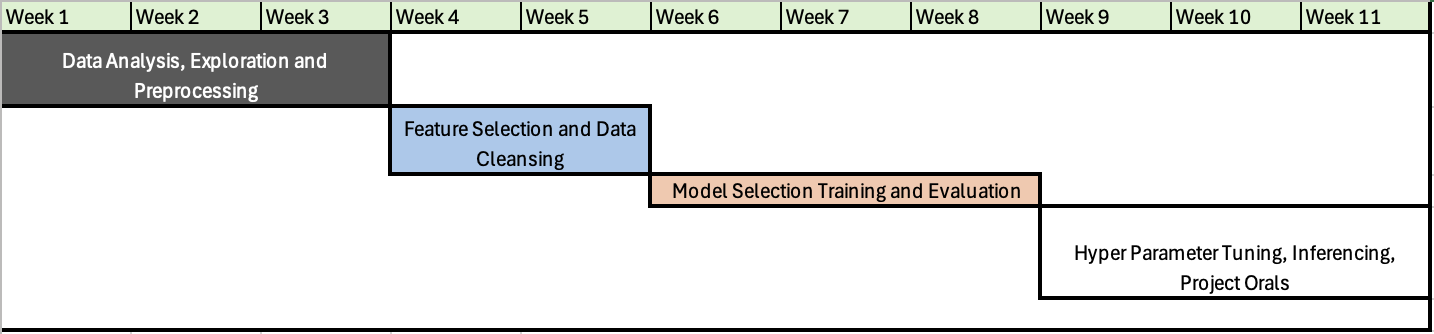 Week 1 Week 2 Week 3 Week 4 Week 5 Week 6 Week 7 Week 8 Week 9 Week 10 Week 11
Data Analysis, Exploration and
Preprocessing
Feature Selection and Data
Cleansing
Model Selection Training and Evaluation
Hyper Parameter Tuning, Inferencing,
Project Orals